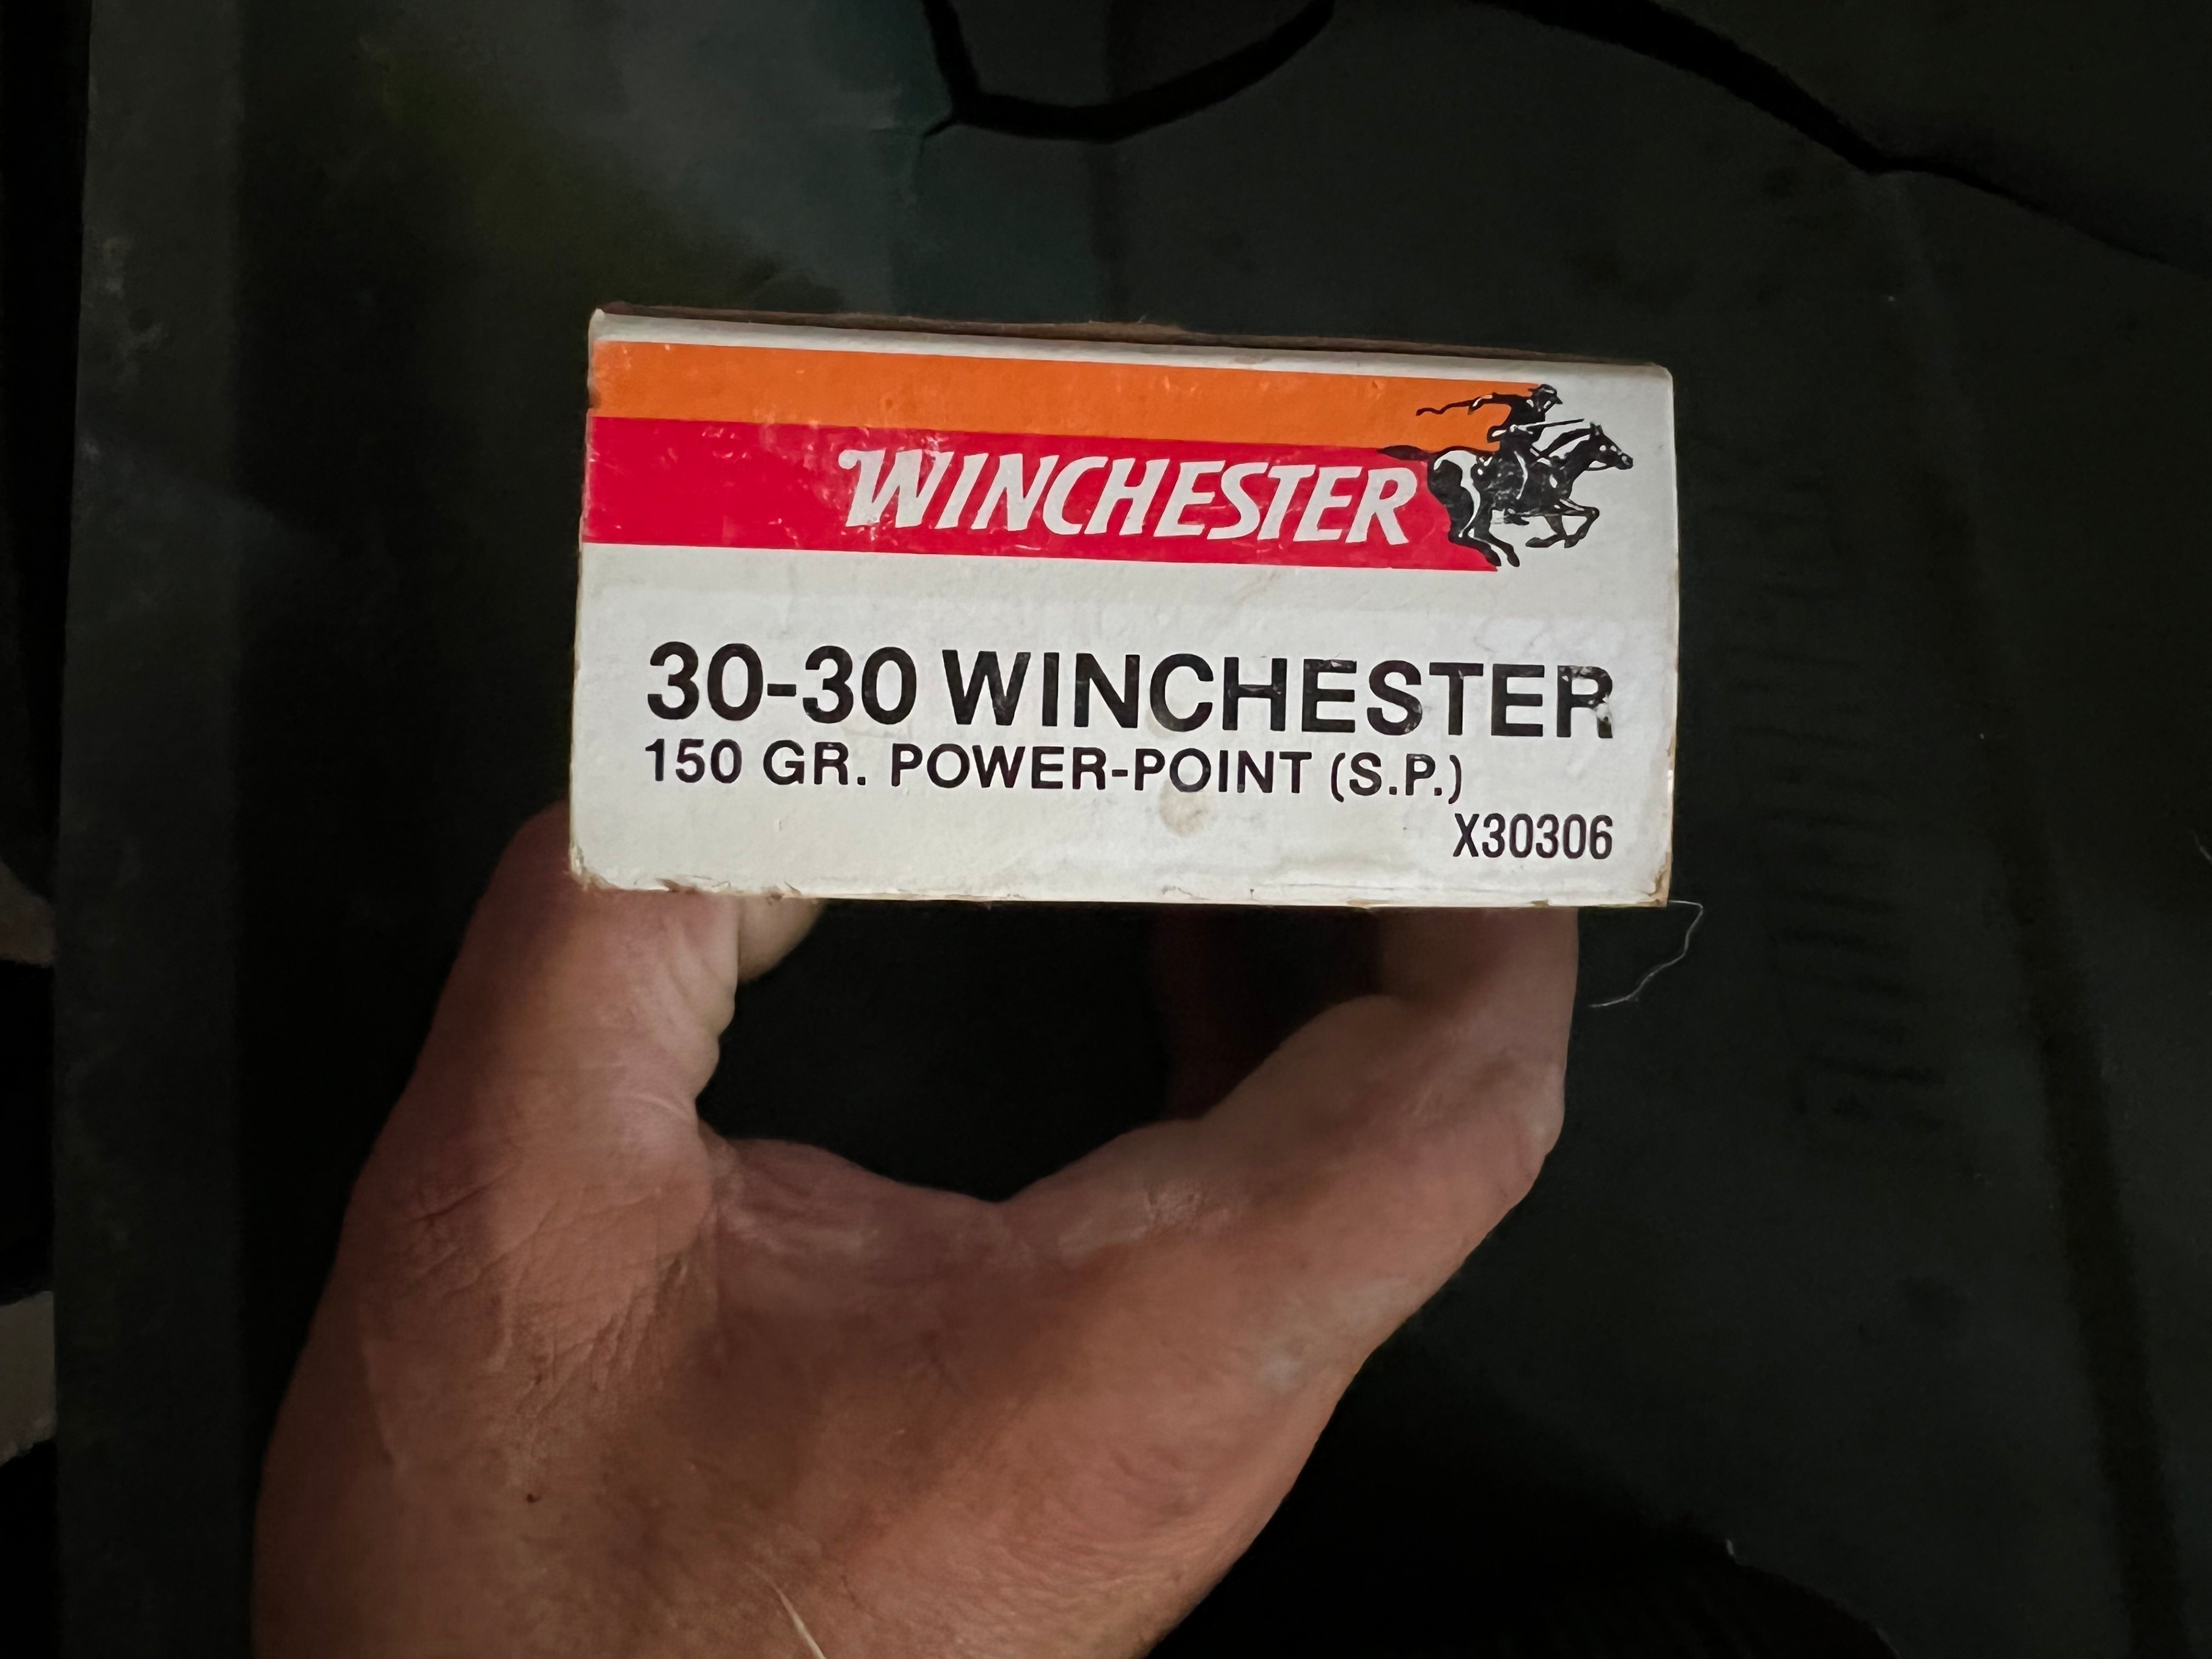 WINCHESTER
30-30 WINCHESTER
150 GR. POWER-POINT (S.P.)
X30306